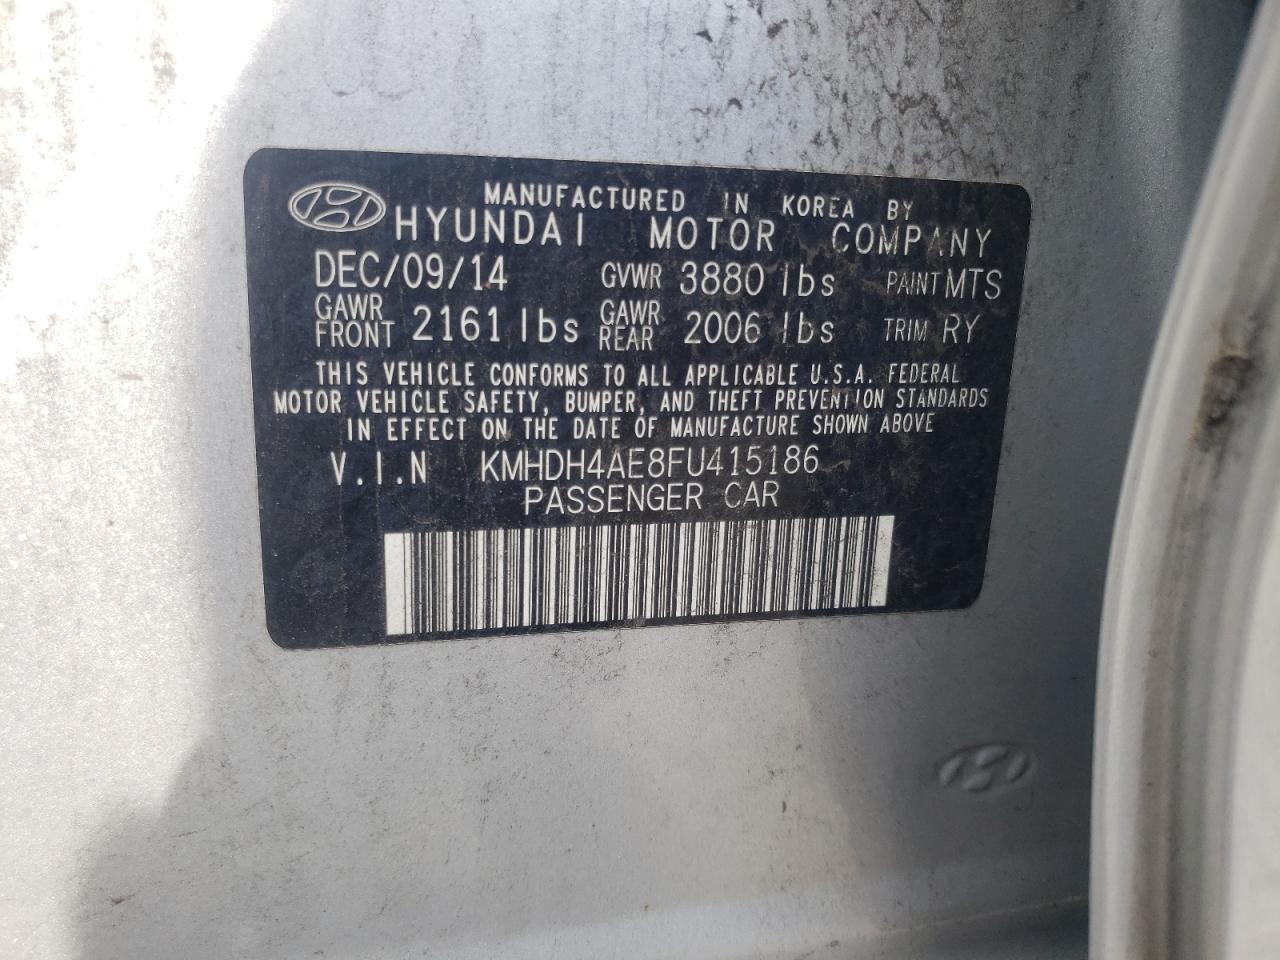 MANUFACTURED IN KOREA BY
HYUNDAI MOTOR COMPANY
DEC/09/14 GVWR 3880 lbs PAINT MTS
GAWR FRONT 2161 lbs GAWR REAR 2006 lbs TRIM RY
THIS VEHICLE CONFORMS TO ALL APPLICABLE U.S.A. FEDERAL
MOTOR VEHICLE SAFETY, BUMPER, AND THEFT PREVENTION STANDARDS
IN EFFECT ON THE DATE OF MANUFACTURE SHOWN ABOVE
V.I.N KMHDH4AE8FU415186
PASSENGER CAR